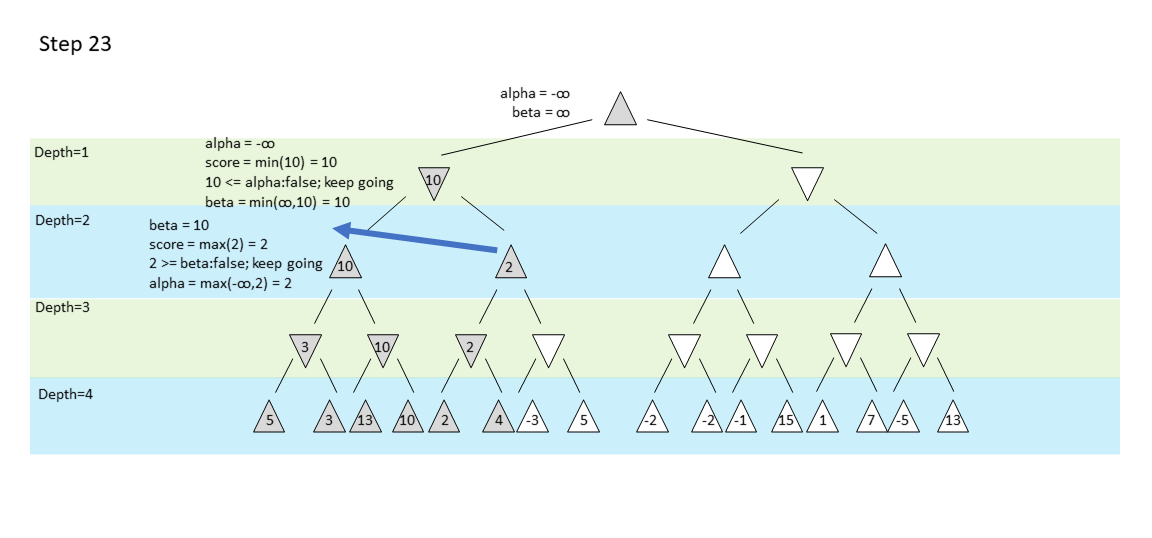 Step 23
alpha = -∞
beta = ∞
Depth=1
alpha = -∞
score = min(10) = 10
10 <= alpha:false; keep going
beta = min(∞,10) = 10
10
Depth=2
beta = 10
score = max(2) = 2
2 >= beta:false; keep going
alpha = max(-∞,2) = 2
10
2
Depth=3
3
10
2
Depth=4
5
3
13
10
2
4
-3
5
-2
-2
-1
15
1
7
-5
13